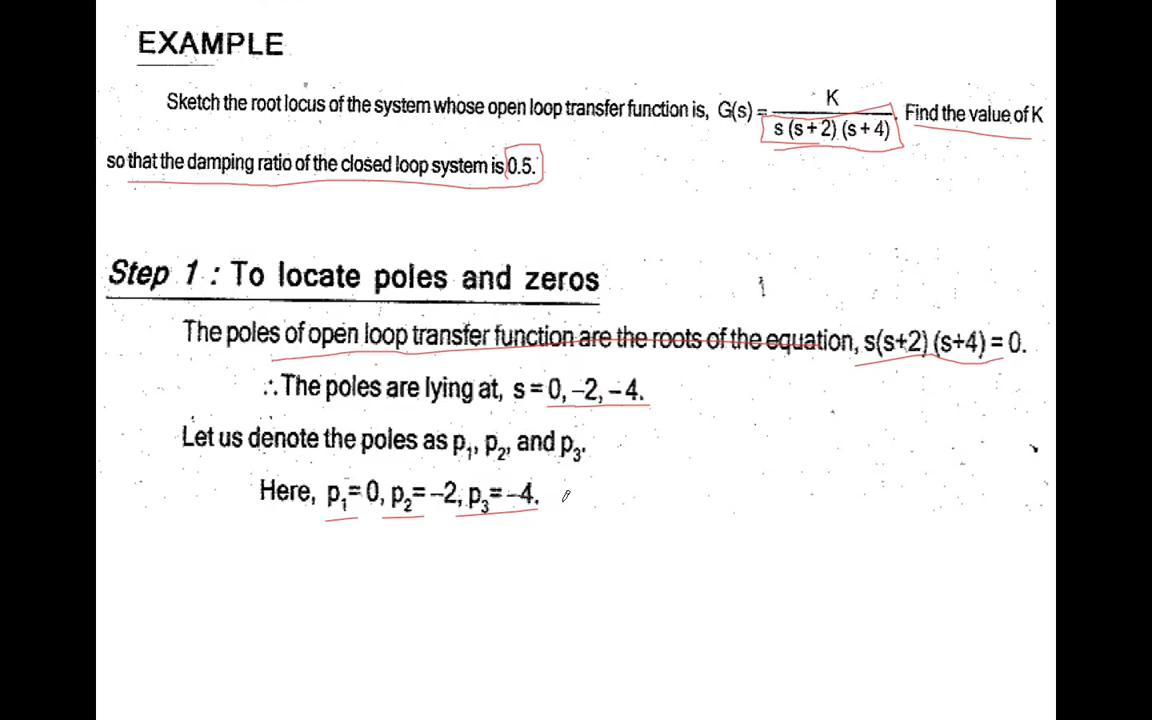 EXAMPLE
Sketch the root locus of the system whose open loop transfer function is, G(s) = K / s (s + 2) (s + 4) . Find the value of K
so that the damping ratio of the closed loop system is 0.5.
Step 1 : To locate poles and zeros
The poles of open loop transfer function are the roots of the equation, s(s+2) (s+4) = 0.
∴ The poles are lying at, s = 0, −2, −4.
Let us denote the poles as p₁, p₂, and p₃.
Here, p₁= 0, p₂= −2, p₃= −4.